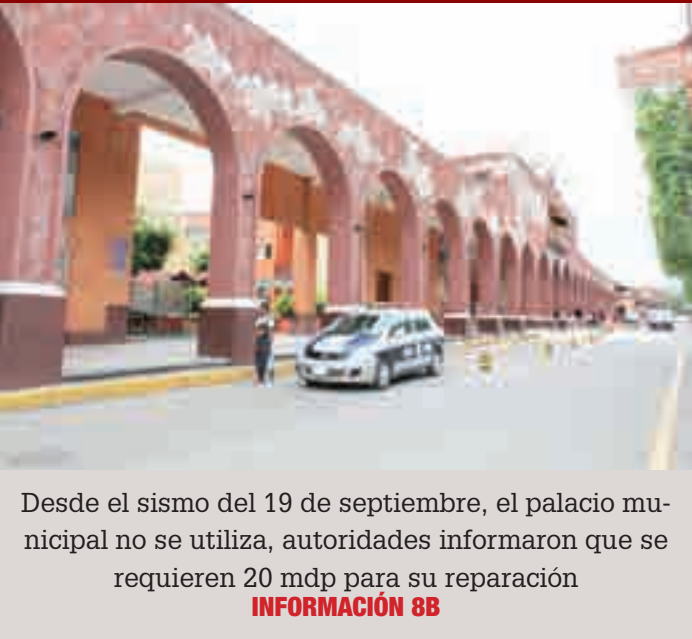 Desde el sismo del 19 de septiembre, el palacio mu-
nicipal no se utiliza, autoridades informaron que se
requieren 20 mdp para su reparación
INFORMACIÓN 8B